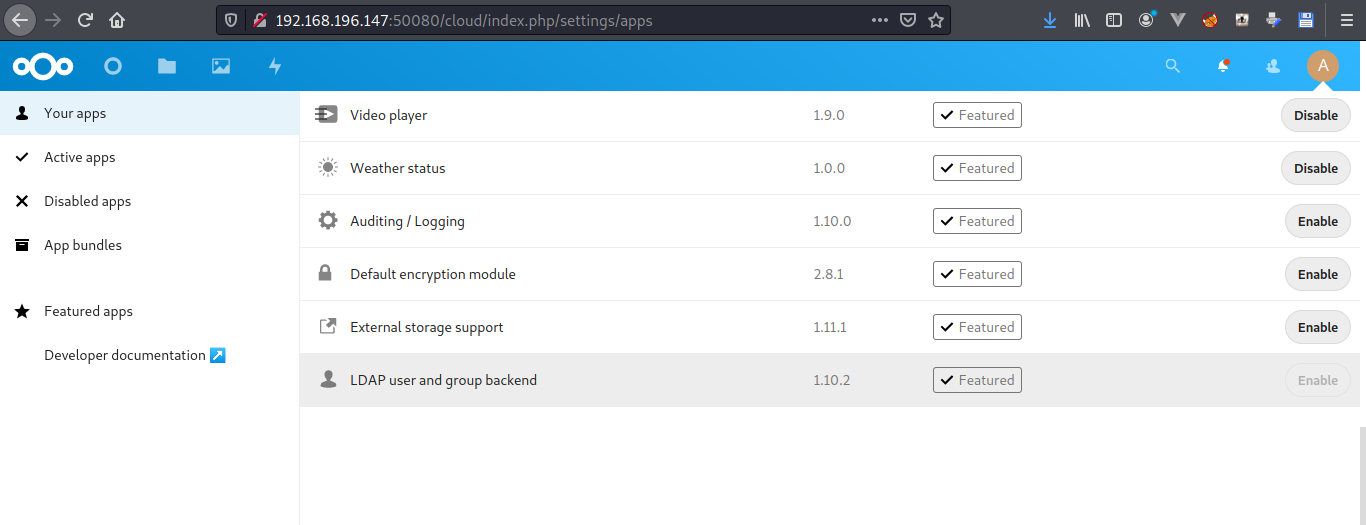 192.168.196.147:50080/cloud/index.php/settings/apps
A
Your apps
Active apps
Disabled apps
App bundles
Featured apps
Developer documentation
Video player 1.9.0 Featured Disable
Weather status 1.0.0 Featured Disable
Auditing / Logging 1.10.0 Featured Enable
Default encryption module 2.8.1 Featured Enable
External storage support 1.11.1 Featured Enable
LDAP user and group backend 1.10.2 Featured Enable